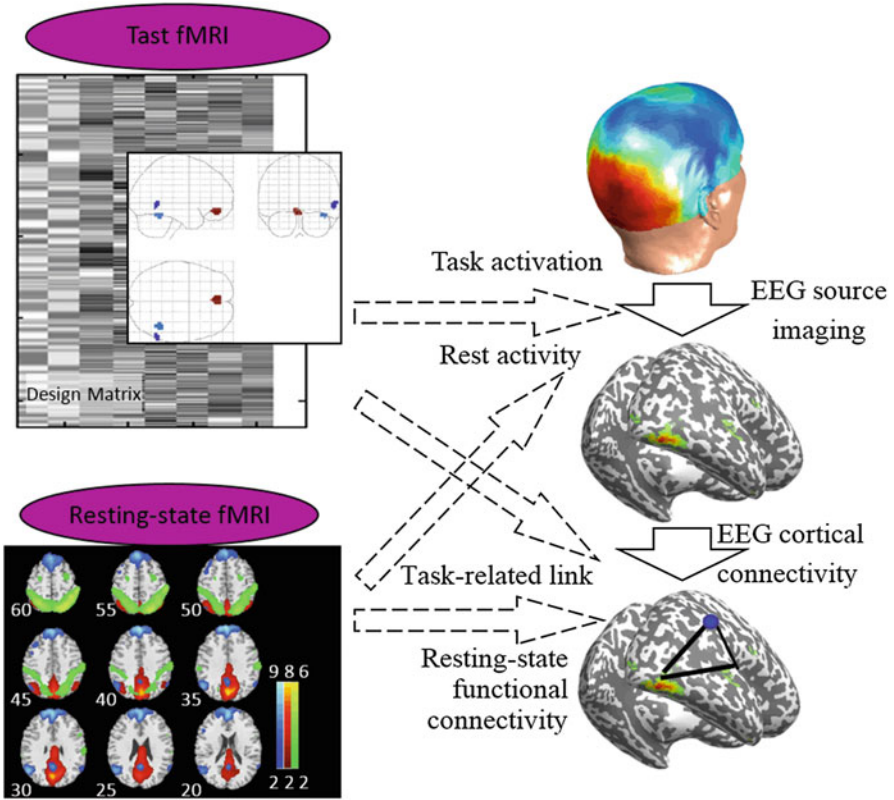 Tast fMRI
Design Matrix
Task activation
EEG source
imaging
Rest activity
Resting-state fMRI
60 55 50
45 40 35
30 25 20
9 8 6
2 2 2
EEG cortical
connectivity
Task-related link
Resting-state
functional
connectivity